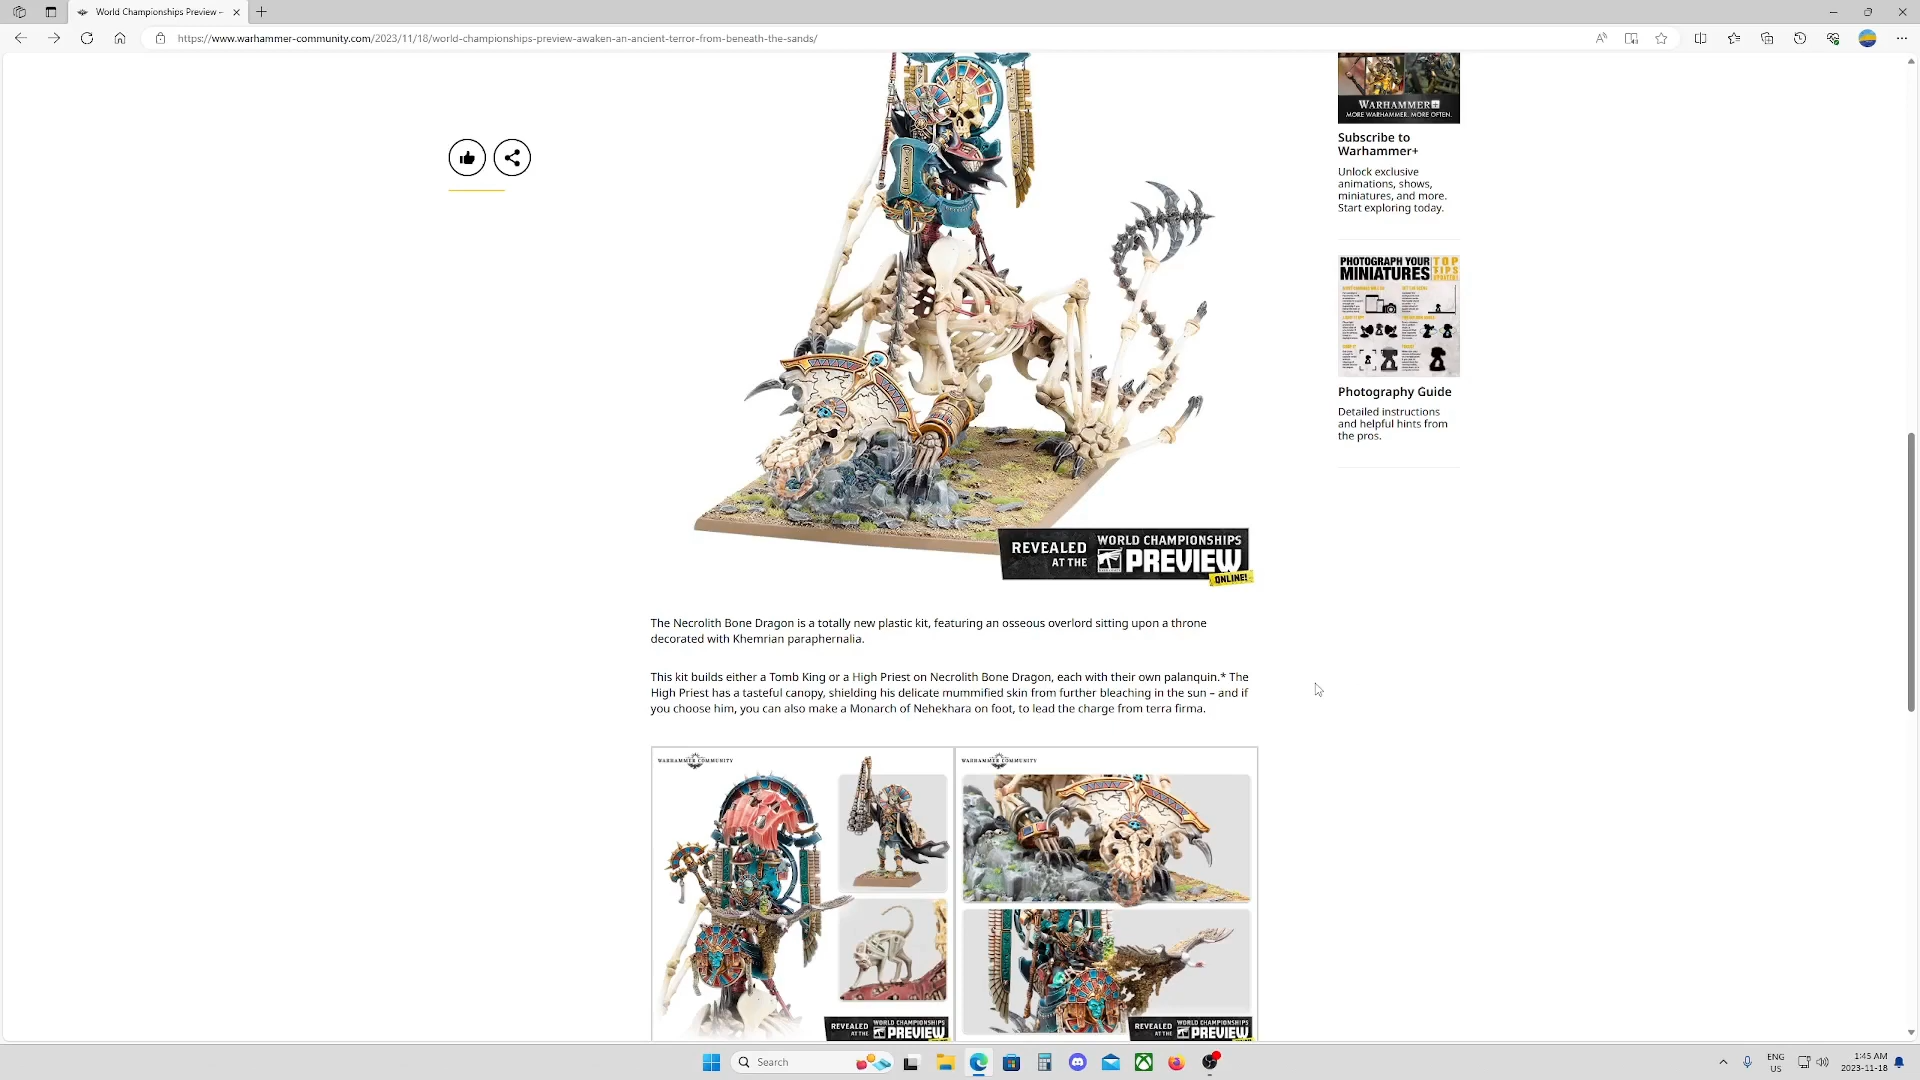 World Championships Preview –
https://www.warhammer-community.com/2023/11/18/world-championships-preview-awaken-an-ancient-terror-from-beneath-the-sands/
WARHAMMER+
MORE WARHAMMER. MORE OFTEN.
Subscribe to
Warhammer+
Unlock exclusive
animations, shows,
miniatures, and more.
Start exploring today.
PHOTOGRAPH YOUR
MINIATURES
TOP
TIPS
Photography Guide
Detailed instructions
and helpful hints from
the pros.
REVEALED
AT THE
WORLD CHAMPIONSHIPS
PREVIEW
ONLINE!
The Necrolith Bone Dragon is a totally new plastic kit, featuring an osseous overlord sitting upon a throne
decorated with Khemrian paraphernalia.
This kit builds either a Tomb King or a High Priest on Necrolith Bone Dragon, each with their own palanquin.* The
High Priest has a tasteful canopy, shielding his delicate mummified skin from further bleaching in the sun – and if
you choose him, you can also make a Monarch of Nehekhara on foot, to lead the charge from terra firma.
WARHAMMER COMMUNITY
WARHAMMER COMMUNITY
REVEALED
AT THE
WORLD CHAMPIONSHIPS
PREVIEW
REVEALED
AT THE
WORLD CHAMPIONSHIPS
PREVIEW
Search
ENG
US
1:45 AM
2023-11-18